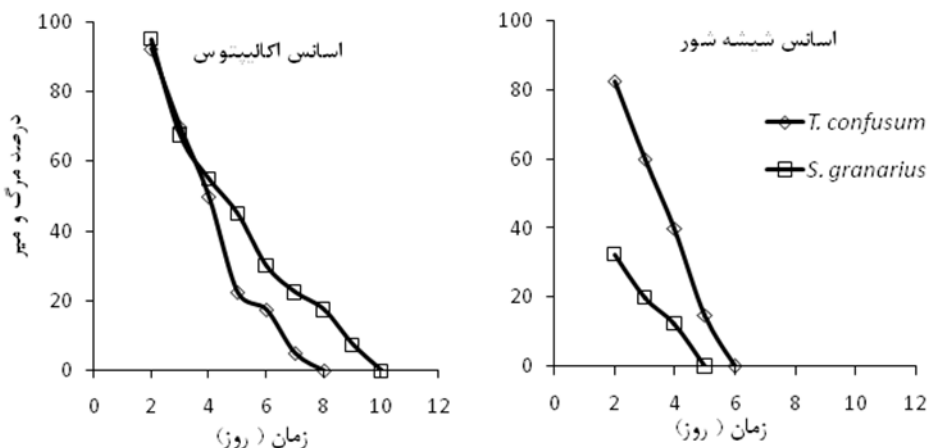 اسانس اکالیپتوس
درصد مرگ و میر
100
80
60
40
20
0
0 2 4 6 8 10 12
زمان ( روز)
اسانس شیشه شور
100
80
60
40
20
0
T. confusum
S. granarius
0 2 4 6 8 10 12
زمان ( روز)